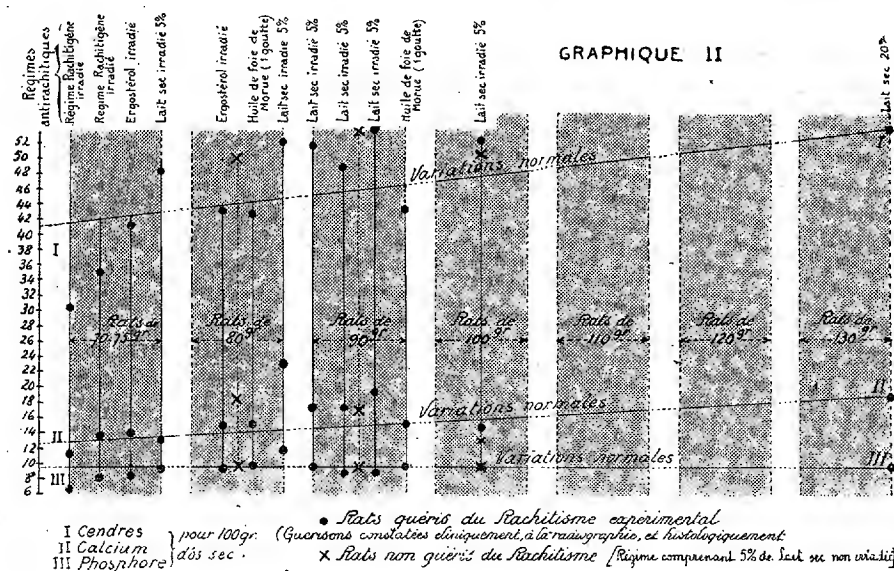 GRAPHIQUE II
Régimes
antirachitiques
Régime Rachitigène
irradié
Régime Rachitigène
irradié
Ergostérol irradié
Lait sec irradié 5%
Ergostérol irradié
Huile de foie de
Morue (1 goutte)
Lait sec irradié 5%
Lait sec irradié 5%
Lait sec irradié 5%
Lait sec irradié 5%
Huile de foie de
Morue (1 goutte)
Lait sec irradié 5%
Lait sec 20%
52
50
48
46
44
42
40
38
36
34
32
30
28
26
24
22
20
18
16
14
12
10
8
6
I
II
III
Variations normales
Variations normales
Variations normales
I
II
III
Rats de
70-75 gr
Rats de
80 gr
Rats de
90 gr
Rats de
100 gr
Rats de
110 gr
Rats de
120 gr
Rats de
130 gr
I Cendres
II Calcium
III Phosphore
pour 100gr.
d'os sec.
• Rats guéris du Rachitisme expérimental
(Guérisons constatées cliniquement, à la radiographie, et histologiquement
× Rats non guéris du Rachitisme [Régime comprenant 5% de Lait sec non irradié